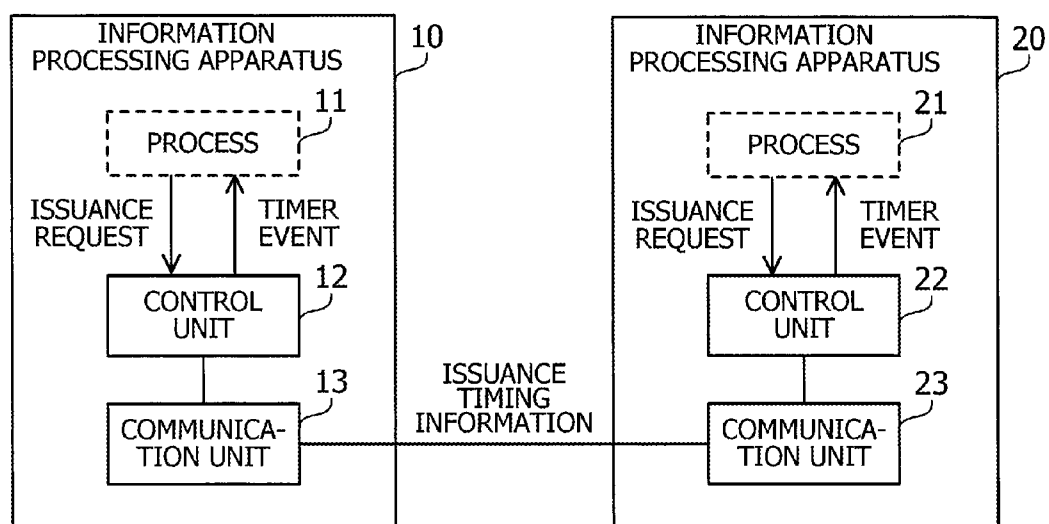 INFORMATION
PROCESSING APPARATUS
10
11
PROCESS
ISSUANCE
REQUEST
TIMER
EVENT
12
CONTROL
UNIT
13
COMMUNICA-
TION UNIT
ISSUANCE
TIMING
INFORMATION
INFORMATION
PROCESSING APPARATUS
20
21
PROCESS
ISSUANCE
REQUEST
TIMER
EVENT
22
CONTROL
UNIT
23
COMMUNICA-
TION UNIT